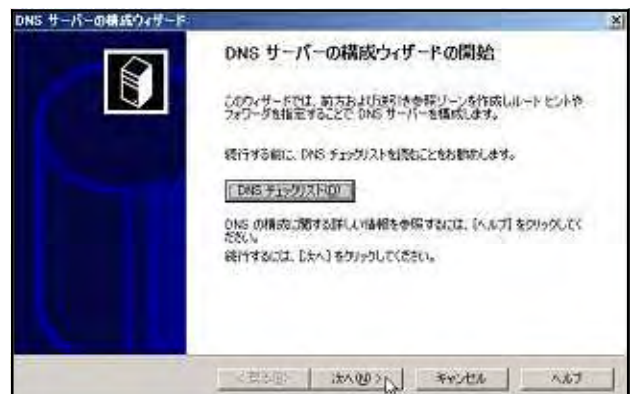 DNS サーバーの構成ウィザード
DNS サーバーの構成ウィザードの開始
このウィザードでは、前方および逆引き参照ゾーンを作成しルート ヒントや
フォワーダを指定することで DNS サーバーを構成します。
続行する前に、DNS チェックリストを読むことをお勧めします。
DNS チェックリスト(D)
DNS の構成に関する詳しい情報を参照するには、[ヘルプ] をクリックしてく
ださい。
続行するには、[次へ] をクリックしてください。
< 戻る(B)
次へ(N) >
キャンセル
ヘルプ